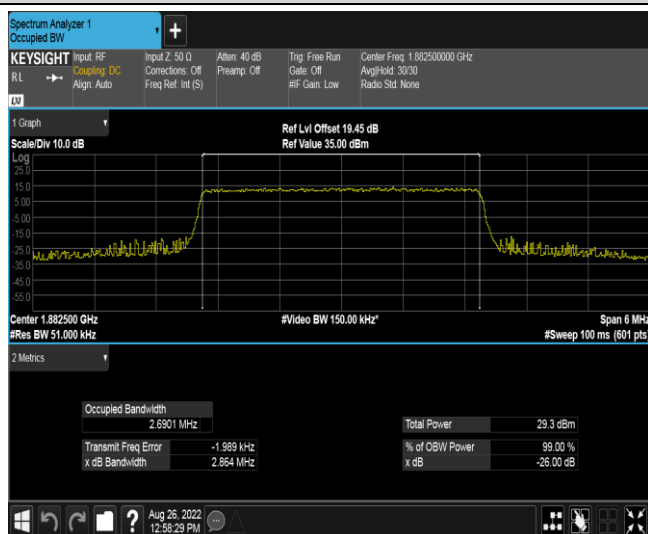 Spectrum Analyzer 1
Occupied BW
+
KEYSIGHT
RL
LXI
Input: RF
Coupling: DC
Align: Auto
Input Z: 50 Ω
Corrections: Off
Freq Ref: Int (S)
Atten: 40 dB
Preamp: Off
Trig: Free Run
Gate: Off
#IF Gain: Low
Center Freq: 1.882500000 GHz
Avg|Hold: 30/30
Radio Std: None
1 Graph
Scale/Div 10.0 dB
Ref Lvl Offset 19.45 dB
Ref Value 35.00 dBm
Log
25.0
15.0
5.00
-5.00
-15.0
-25.0
-35.0
-45.0
-55.0
Center 1.882500 GHz
#Res BW 51.000 kHz
#Video BW 150.00 kHz*
Span 6 MHz
#Sweep 100 ms (601 pts)
2 Metrics
Occupied Bandwidth
2.6901 MHz
Transmit Freq Error -1.989 kHz
x dB Bandwidth 2.864 MHz
Total Power 29.3 dBm
% of OBW Power 99.00 %
x dB -26.00 dB
?
Aug 26, 2022
12:58:29 PM